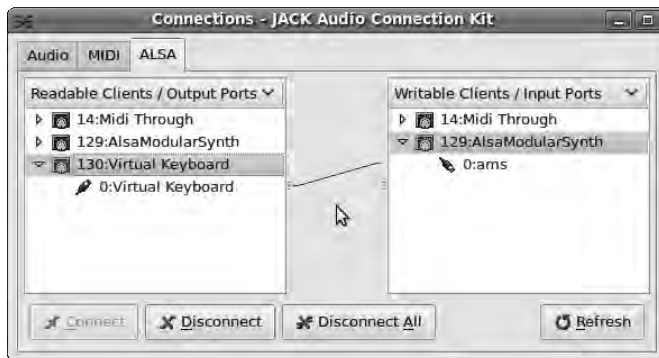 Connections - JACK Audio Connection Kit
Audio MIDI ALSA
Readable Clients / Output Ports
14:Midi Through
129:AlsaModularSynth
130:Virtual Keyboard
0:Virtual Keyboard
Writable Clients / Input Ports
14:Midi Through
129:AlsaModularSynth
0:ams
Connect Disconnect Disconnect All Refresh